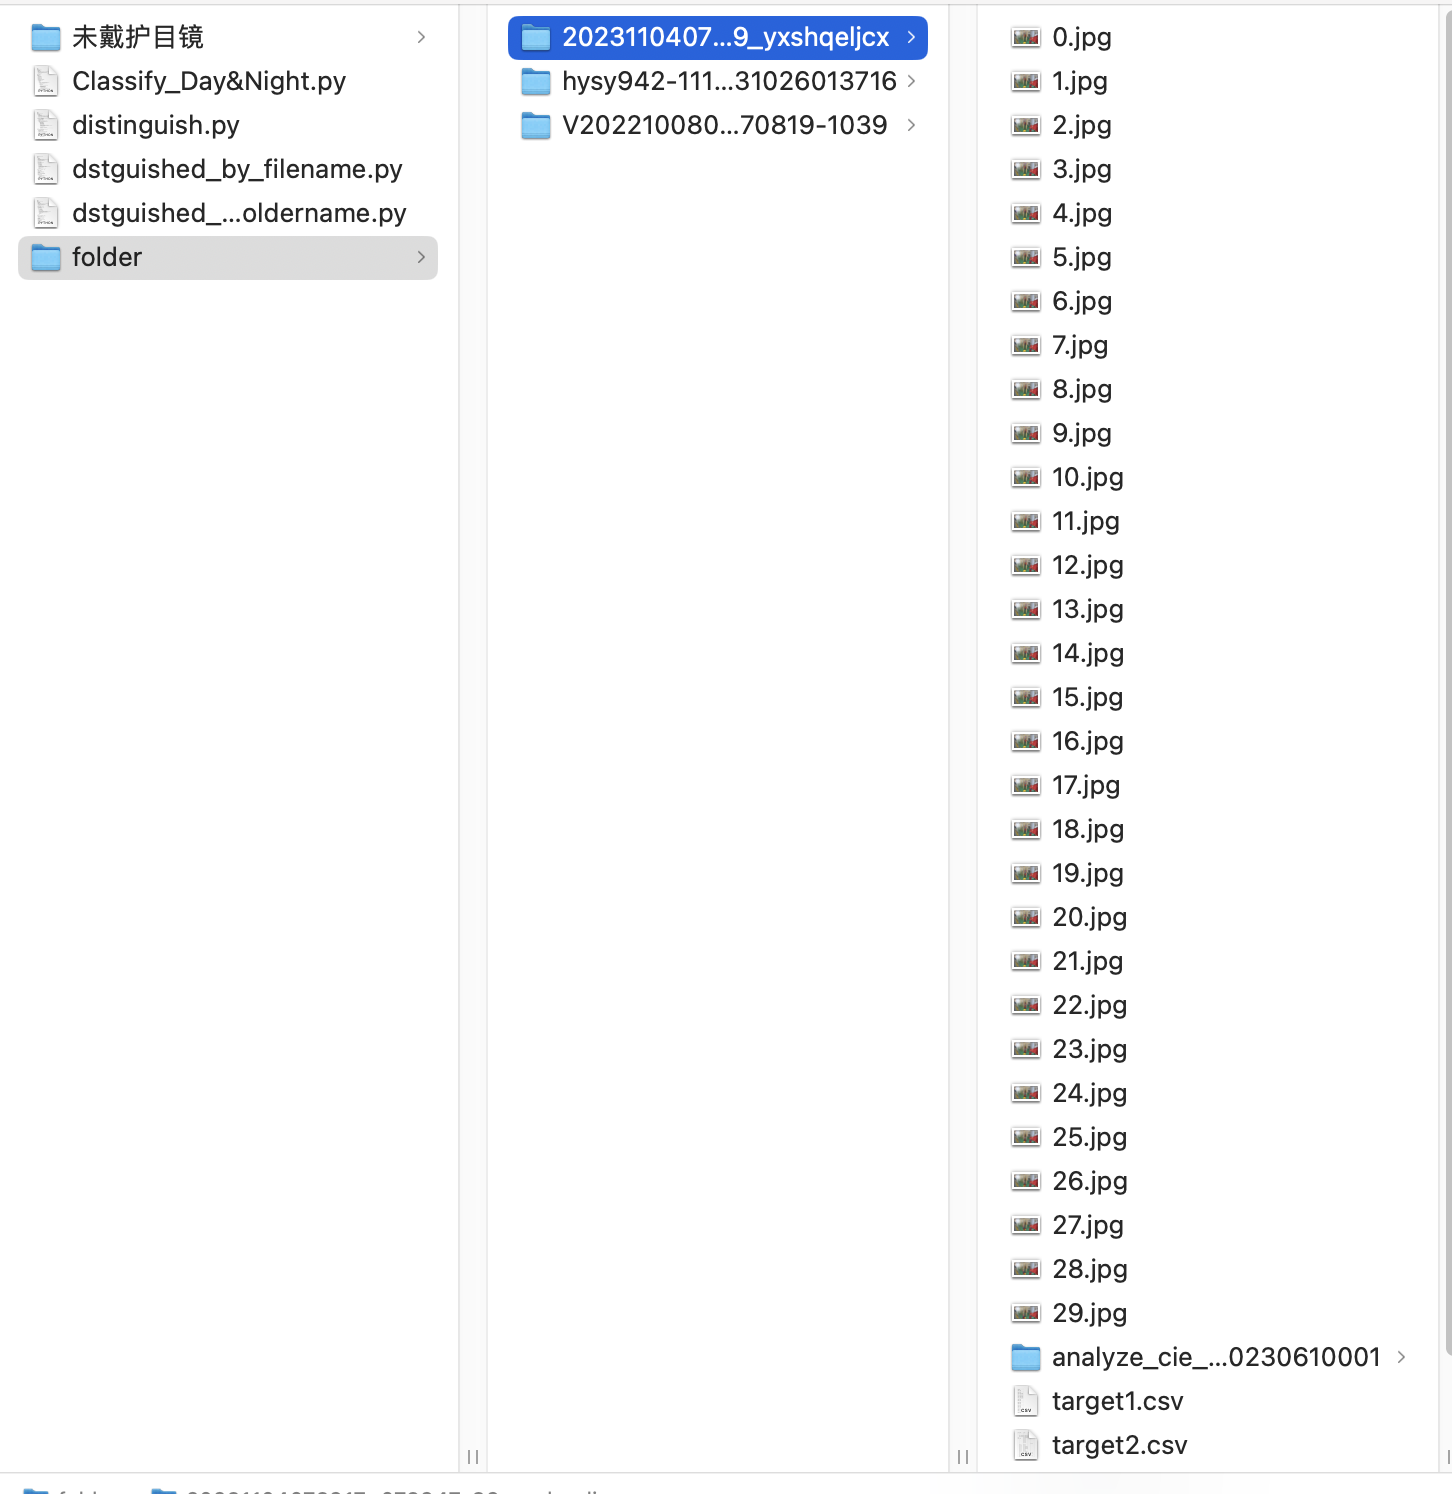 未戴护目镜
Classify_Day&Night.py
distinguish.py
dstguished_by_filename.py
dstguished_...oldername.py
folder
2023110407...9_yxshqeljcx
hysy942-111...31026013716
V202210080...70819-1039
0.jpg
1.jpg
2.jpg
3.jpg
4.jpg
5.jpg
6.jpg
7.jpg
8.jpg
9.jpg
10.jpg
11.jpg
12.jpg
13.jpg
14.jpg
15.jpg
16.jpg
17.jpg
18.jpg
19.jpg
20.jpg
21.jpg
22.jpg
23.jpg
24.jpg
25.jpg
26.jpg
27.jpg
28.jpg
29.jpg
analyze_cie_...0230610001
target1.csv
target2.csv